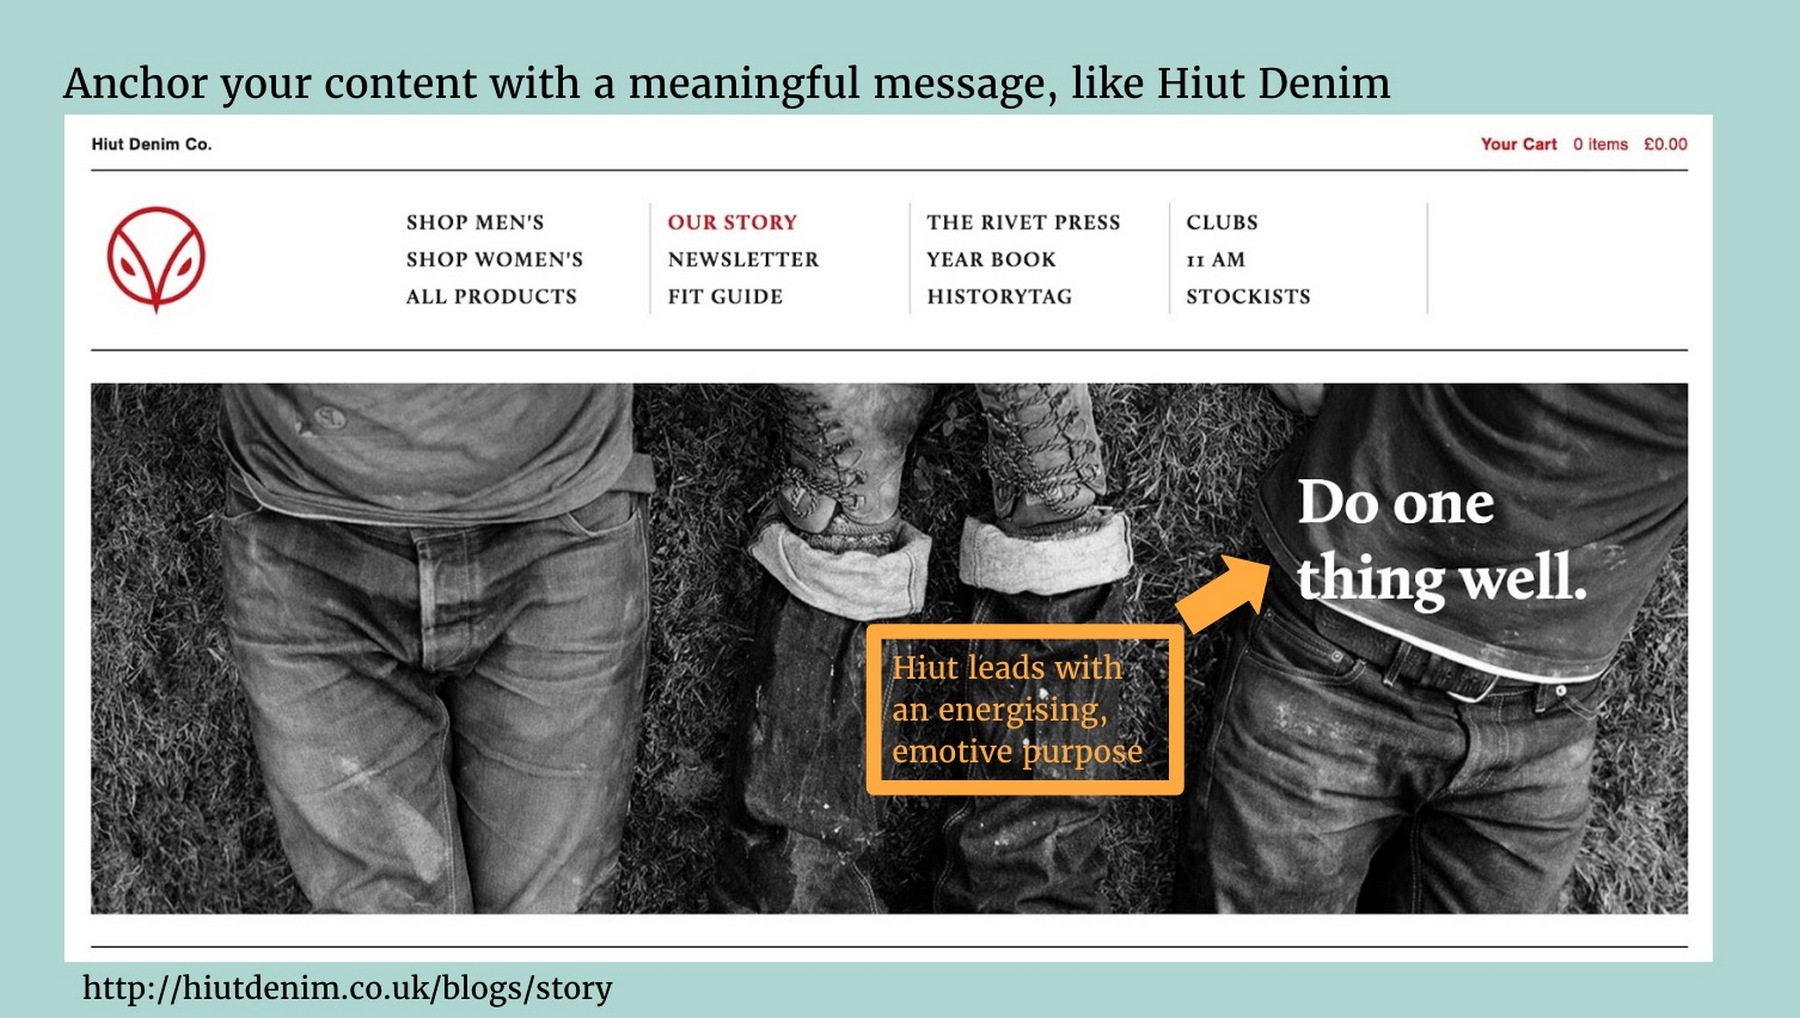 Anchor your content with a meaningful message, like Hiut Denim
Hiut Denim Co.
Your Cart 0 items £0.00
SHOP MEN'S
SHOP WOMEN'S
ALL PRODUCTS
OUR STORY
NEWSLETTER
FIT GUIDE
THE RIVET PRESS
YEAR BOOK
HISTORYTAG
CLUBS
11 AM
STOCKISTS
Do one
thing well.
Hiut leads with
an energising,
emotive purpose
http://hiutdenim.co.uk/blogs/story